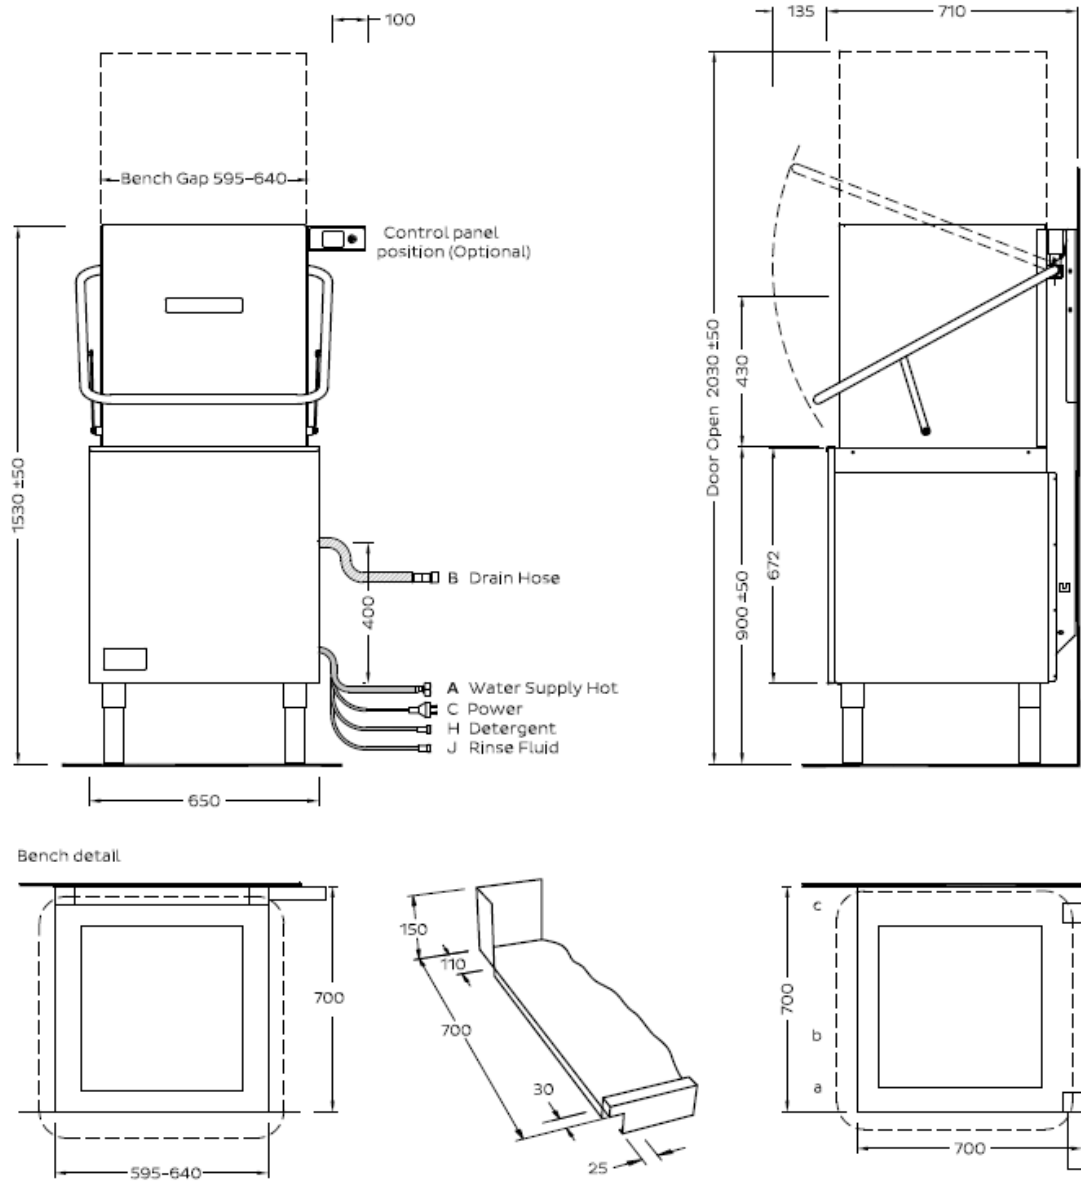 100
135
710
Bench Gap 595-640
Control panel
position (Optional)
1530 ±50
Door Open 2030 ±50
430
B Drain Hose
400
900 ±50
672
A Water Supply Hot
C Power
H Detergent
J Rinse Fluid
650
Bench detail
150
110
700
700
30
25
595-640
c
b
a
700
700